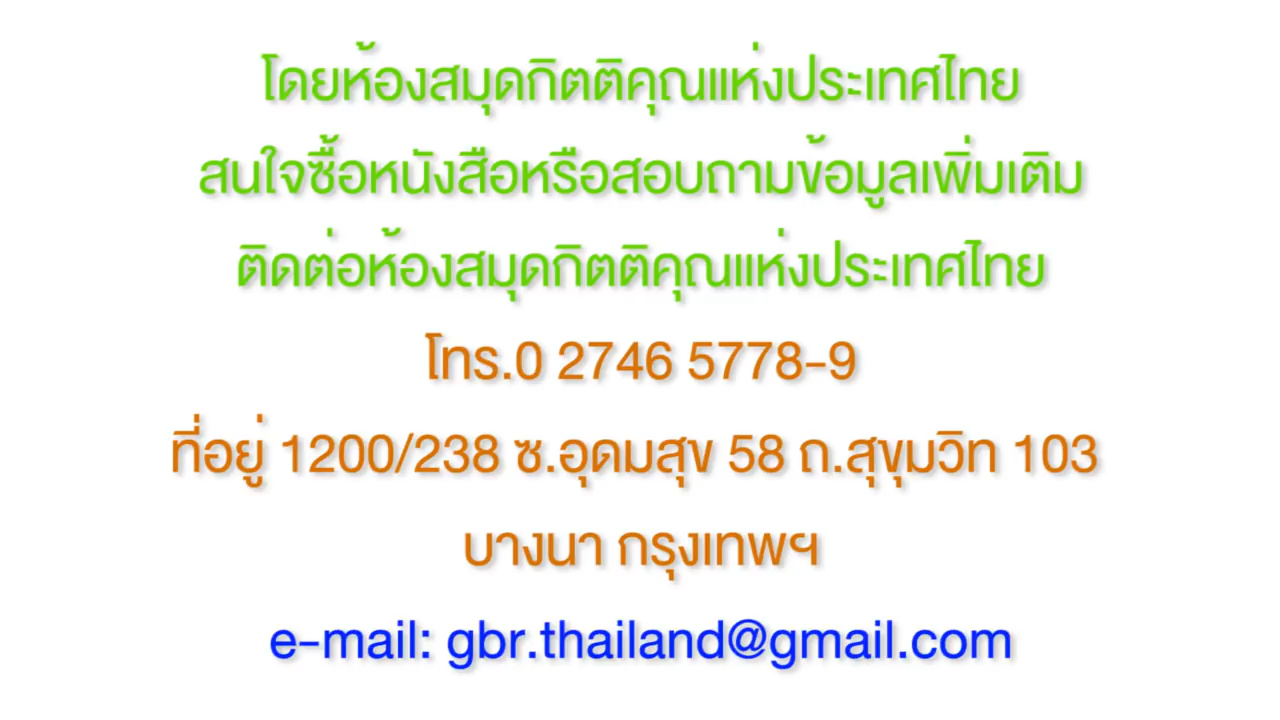 โดยห้องสมุดกิตติคุณแห่งประเทศไทย
สนใจซื้อหนังสือหรือสอบถามข้อมูลเพิ่มเติม
ติดต่อห้องสมุดกิตติคุณแห่งประเทศไทย
โทร.0 2746 5778-9
ที่อยู่ 1200/238 ซ.อุดมสุข 58 ถ.สุขุมวิท 103
บางนา กรุงเทพฯ
e-mail: gbr.thailand@gmail.com